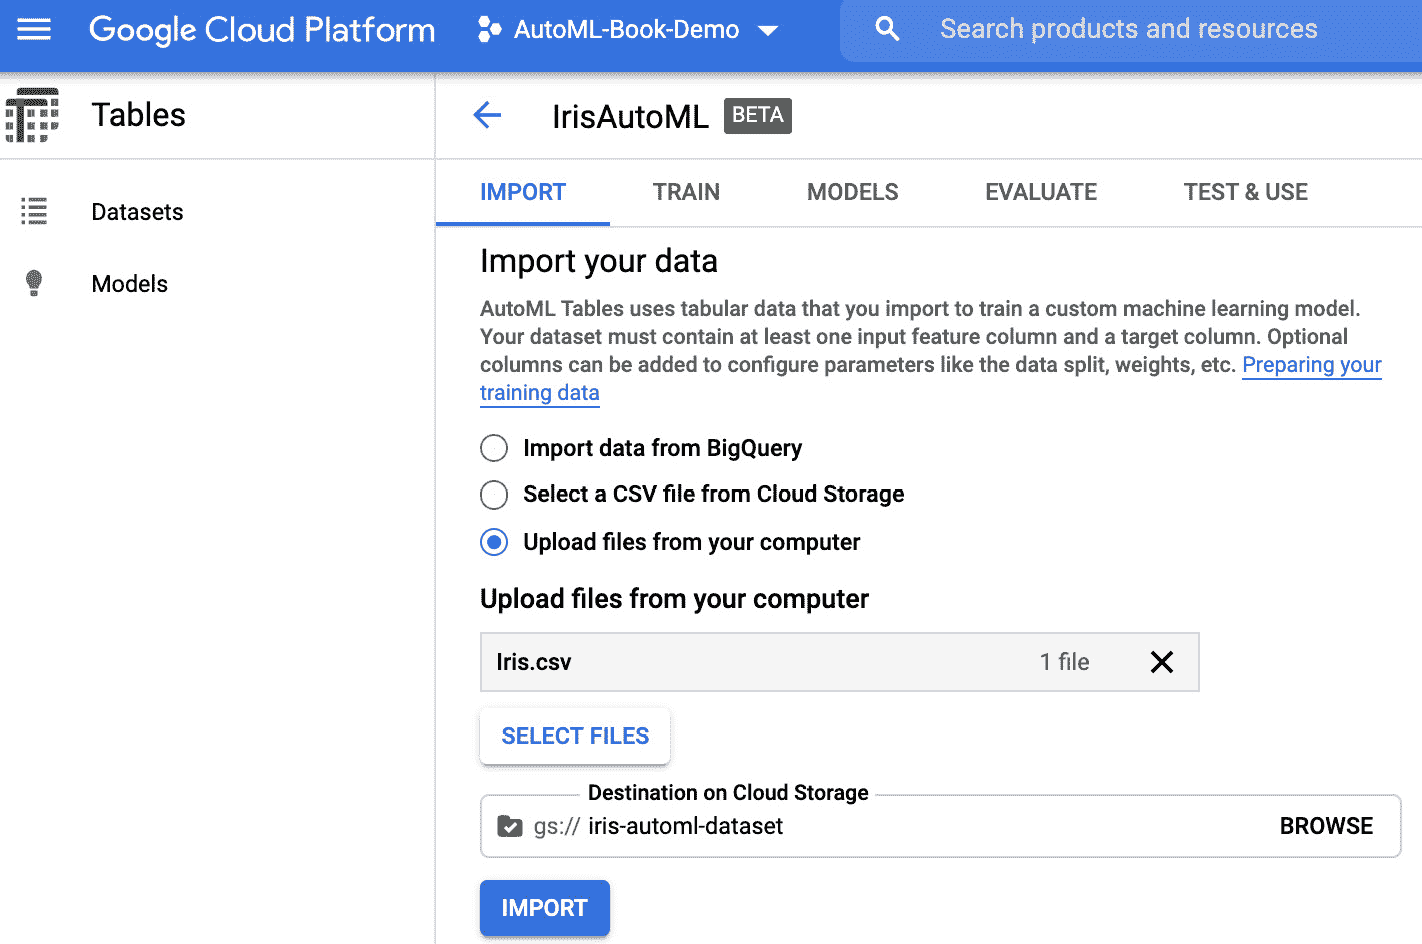 Google Cloud Platform
AutoML-Book-Demo
Search products and resources
Tables
IrisAutoML BETA
Datasets
Models
IMPORT TRAIN MODELS EVALUATE TEST & USE
Import your data
AutoML Tables uses tabular data that you import to train a custom machine learning model.
Your dataset must contain at least one input feature column and a target column. Optional
columns can be added to configure parameters like the data split, weights, etc. Preparing your
training data
Import data from BigQuery
Select a CSV file from Cloud Storage
Upload files from your computer
Upload files from your computer
Iris.csv 1 file
SELECT FILES
Destination on Cloud Storage
gs:// iris-automl-dataset BROWSE
IMPORT